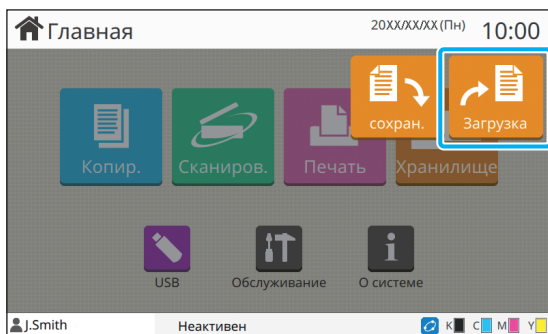 Главная
20XX/XX/XX (Пн) 10:00
сохран. Загрузка
Копир. Сканиров. Печать Хранилище
USB Обслуживание О системе
J.Smith Неактивен K C M Y